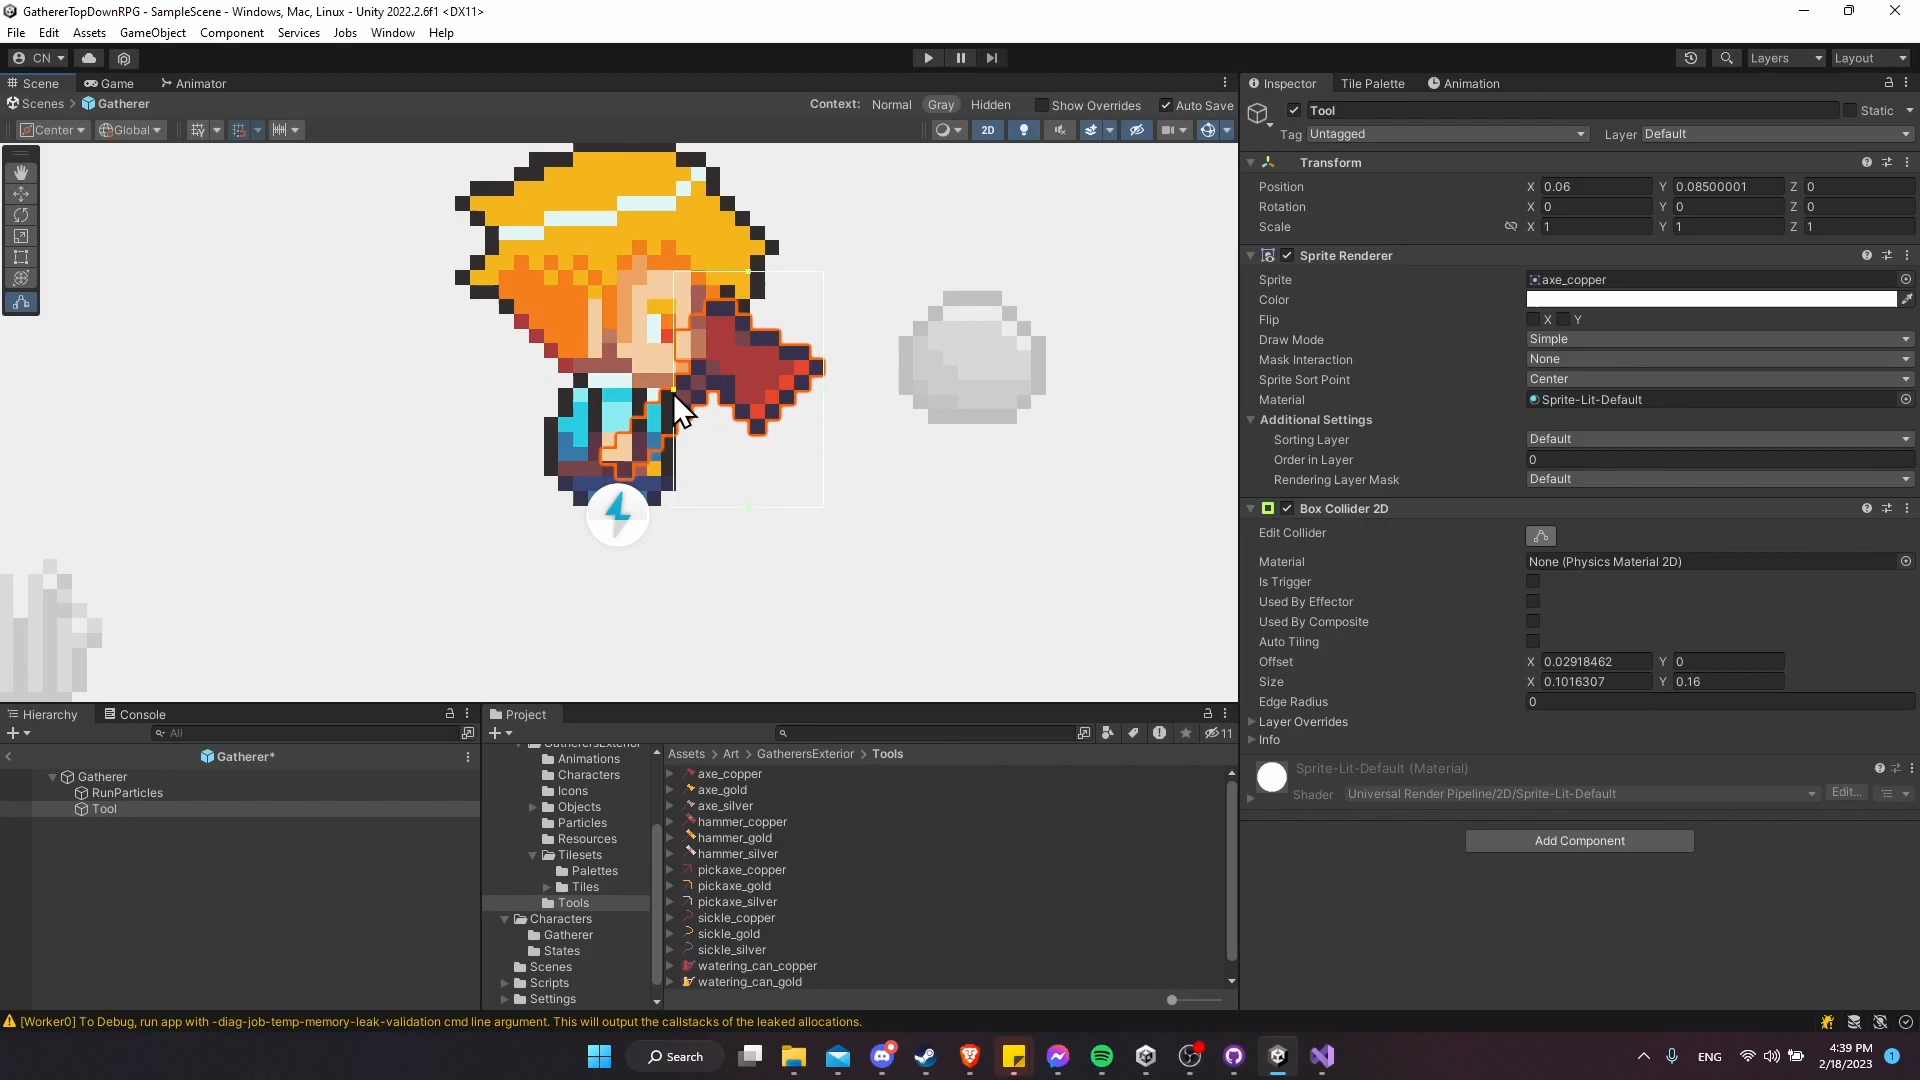 GathererTopDownRPG - SampleScene - Windows, Mac, Linux - Unity 2022.2.6f1 <DX11>
File Edit Assets GameObject Component Services Jobs Window Help
CN
Layers
Layout
Scene
Game
Animator
Scenes
Gatherer
Context:
Normal
Gray
Hidden
Show Overrides
Auto Save
Center
Global
2D
Inspector
Tile Palette
Animation
Tool
Static
Tag
Untagged
Layer
Default
Transform
Position X 0.06 Y 0.08500001 Z 0
Rotation X 0 Y 0 Z 0
Scale X 1 Y 1 Z 1
Sprite Renderer
Sprite axe_copper
Color
Flip X Y
Draw Mode Simple
Mask Interaction None
Sprite Sort Point Center
Material Sprite-Lit-Default
Additional Settings
Sorting Layer Default
Order in Layer 0
Rendering Layer Mask Default
Box Collider 2D
Edit Collider
Material None (Physics Material 2D)
Is Trigger
Used By Effector
Used By Composite
Auto Tiling
Offset X 0.02918462 Y 0
Size X 0.1016307 Y 0.16
Edge Radius 0
Layer Overrides
Info
Sprite-Lit-Default (Material)
Shader Universal Render Pipeline/2D/Sprite-Lit-Default Edit...
Add Component
Hierarchy
Console
All
Gatherer*
Gatherer
RunParticles
Tool
Project
11
GatherersExterior
Animations
Characters
Icons
Objects
Particles
Resources
Tilesets
Palettes
Tiles
Tools
Characters
Gatherer
States
Scenes
Scripts
Settings
Assets > Art > GatherersExterior > Tools
axe_copper
axe_gold
axe_silver
hammer_copper
hammer_gold
hammer_silver
pickaxe_copper
pickaxe_gold
pickaxe_silver
sickle_copper
sickle_gold
sickle_silver
watering_can_copper
watering_can_gold
[Worker0] To Debug, run app with -diag-job-temp-memory-leak-validation cmd line argument. This will output the callstacks of the leaked allocations.
Search
ENG
4:39 PM
2/18/2023
1